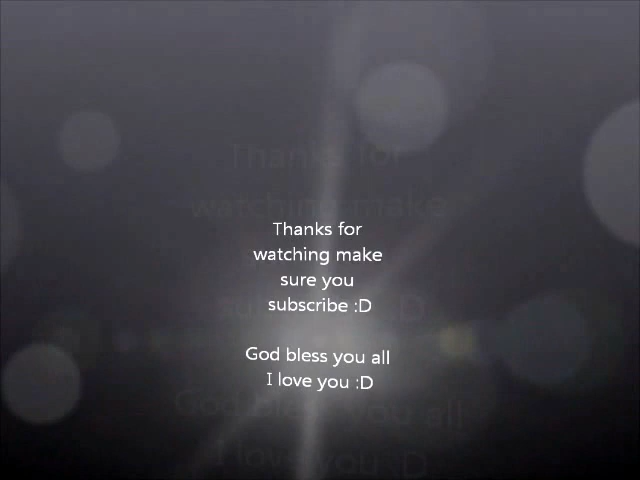 Thanks for
watching make
sure you
subscribe :D
God bless you all
I love you :D